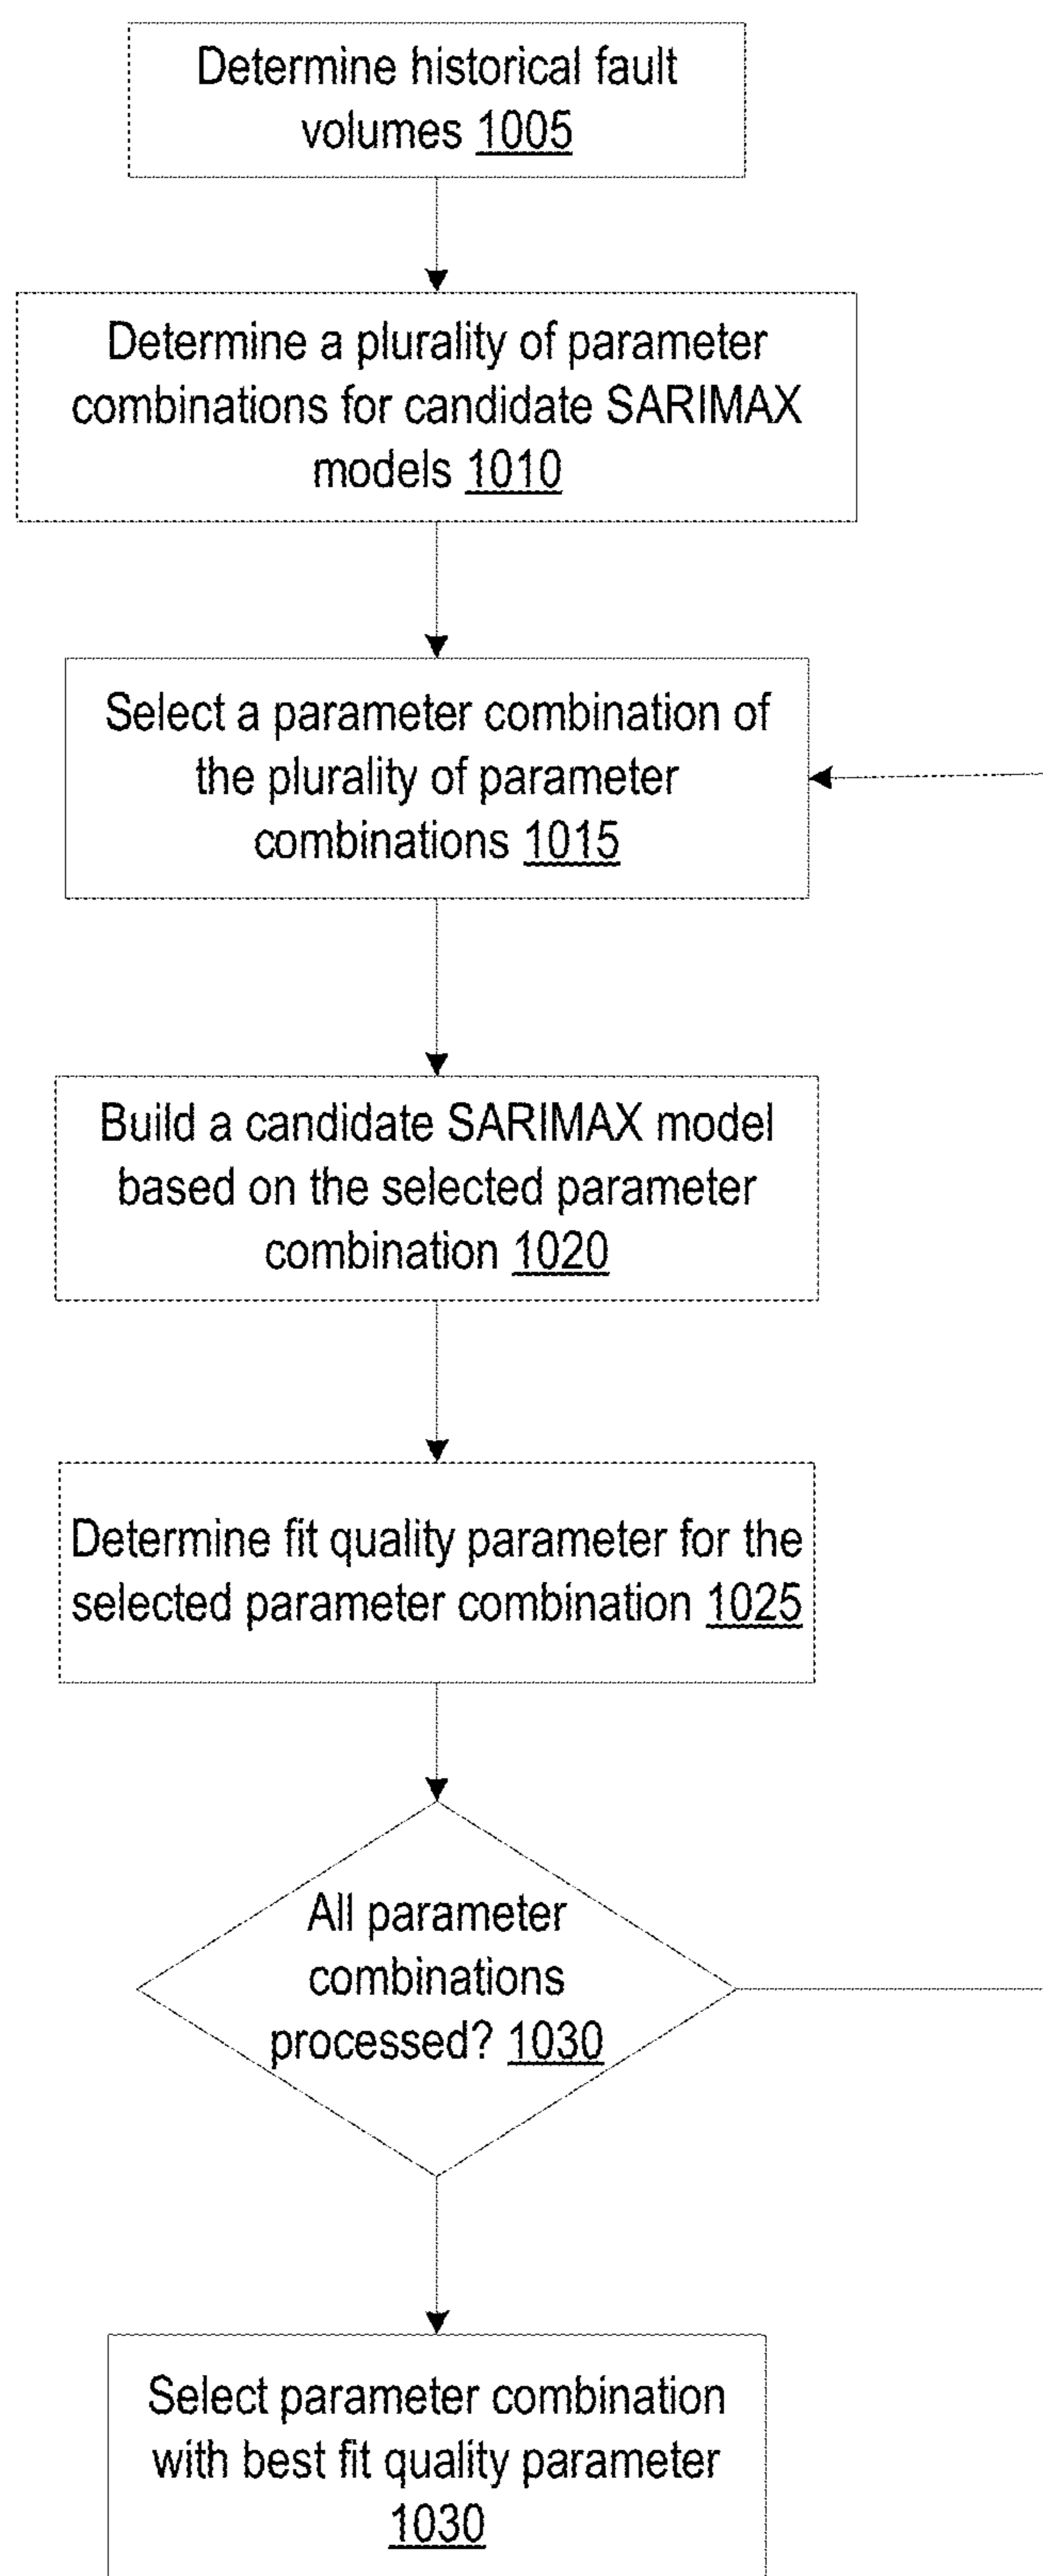 Determine historical fault
volumes 1005
Determine a plurality of parameter
combinations for candidate SARIMAX
models 1010
Select a parameter combination of
the plurality of parameter
combinations 1015
Build a candidate SARIMAX model
based on the selected parameter
combination 1020
Determine fit quality parameter for the
selected parameter combination 1025
All parameter
combinations
processed? 1030
Select parameter combination
with best fit quality parameter
1030